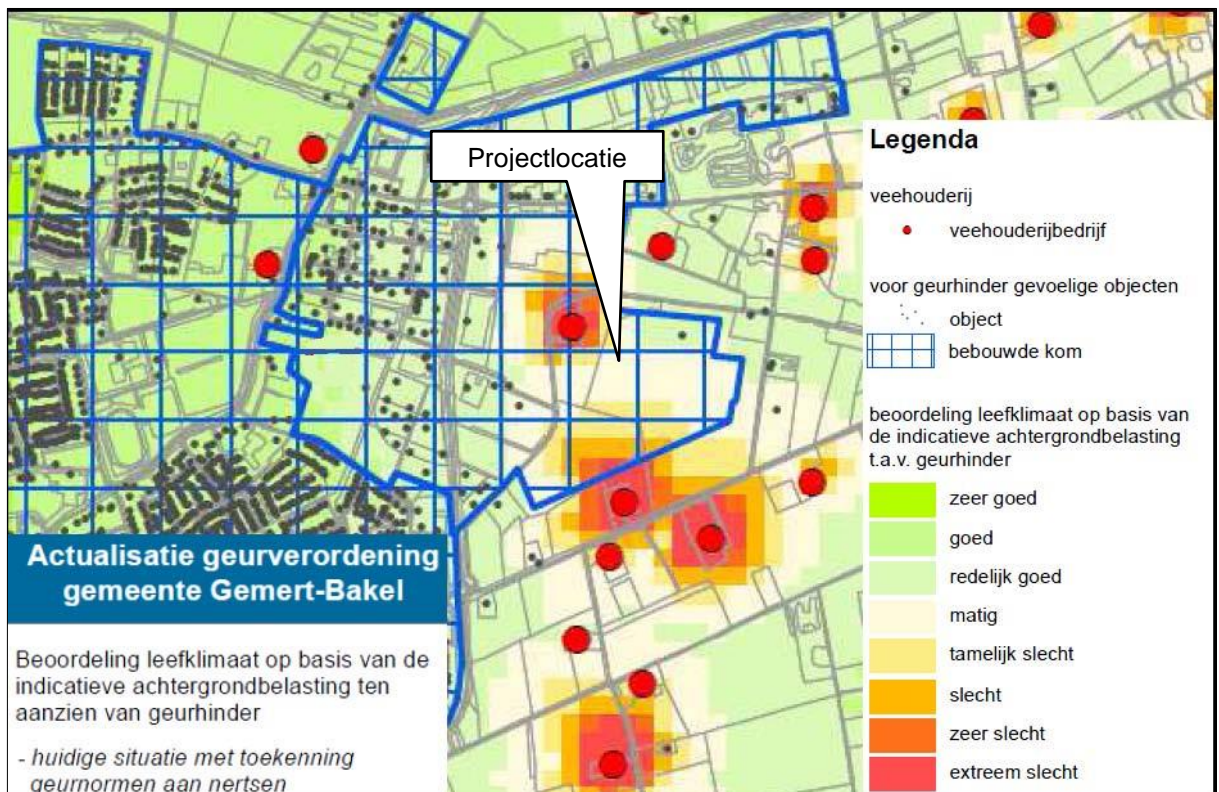 Projectlocatie
Legenda
veehouderij
veehouderijbedrijf
voor geurhinder gevoelige objecten
object
bebouwde kom
beoordeling leefklimaat op basis van
de indicatieve achtergrondbelasting
t.a.v. geurhinder
zeer goed
goed
redelijk goed
matig
tamelijk slecht
slecht
zeer slecht
extreem slecht
Actualisatie geurverordening
gemeente Gemert-Bakel
Beoordeling leefklimaat op basis van de
indicatieve achtergrondbelasting ten
aanzien van geurhinder
- huidige situatie met toekenning
geurnormen aan nertsen